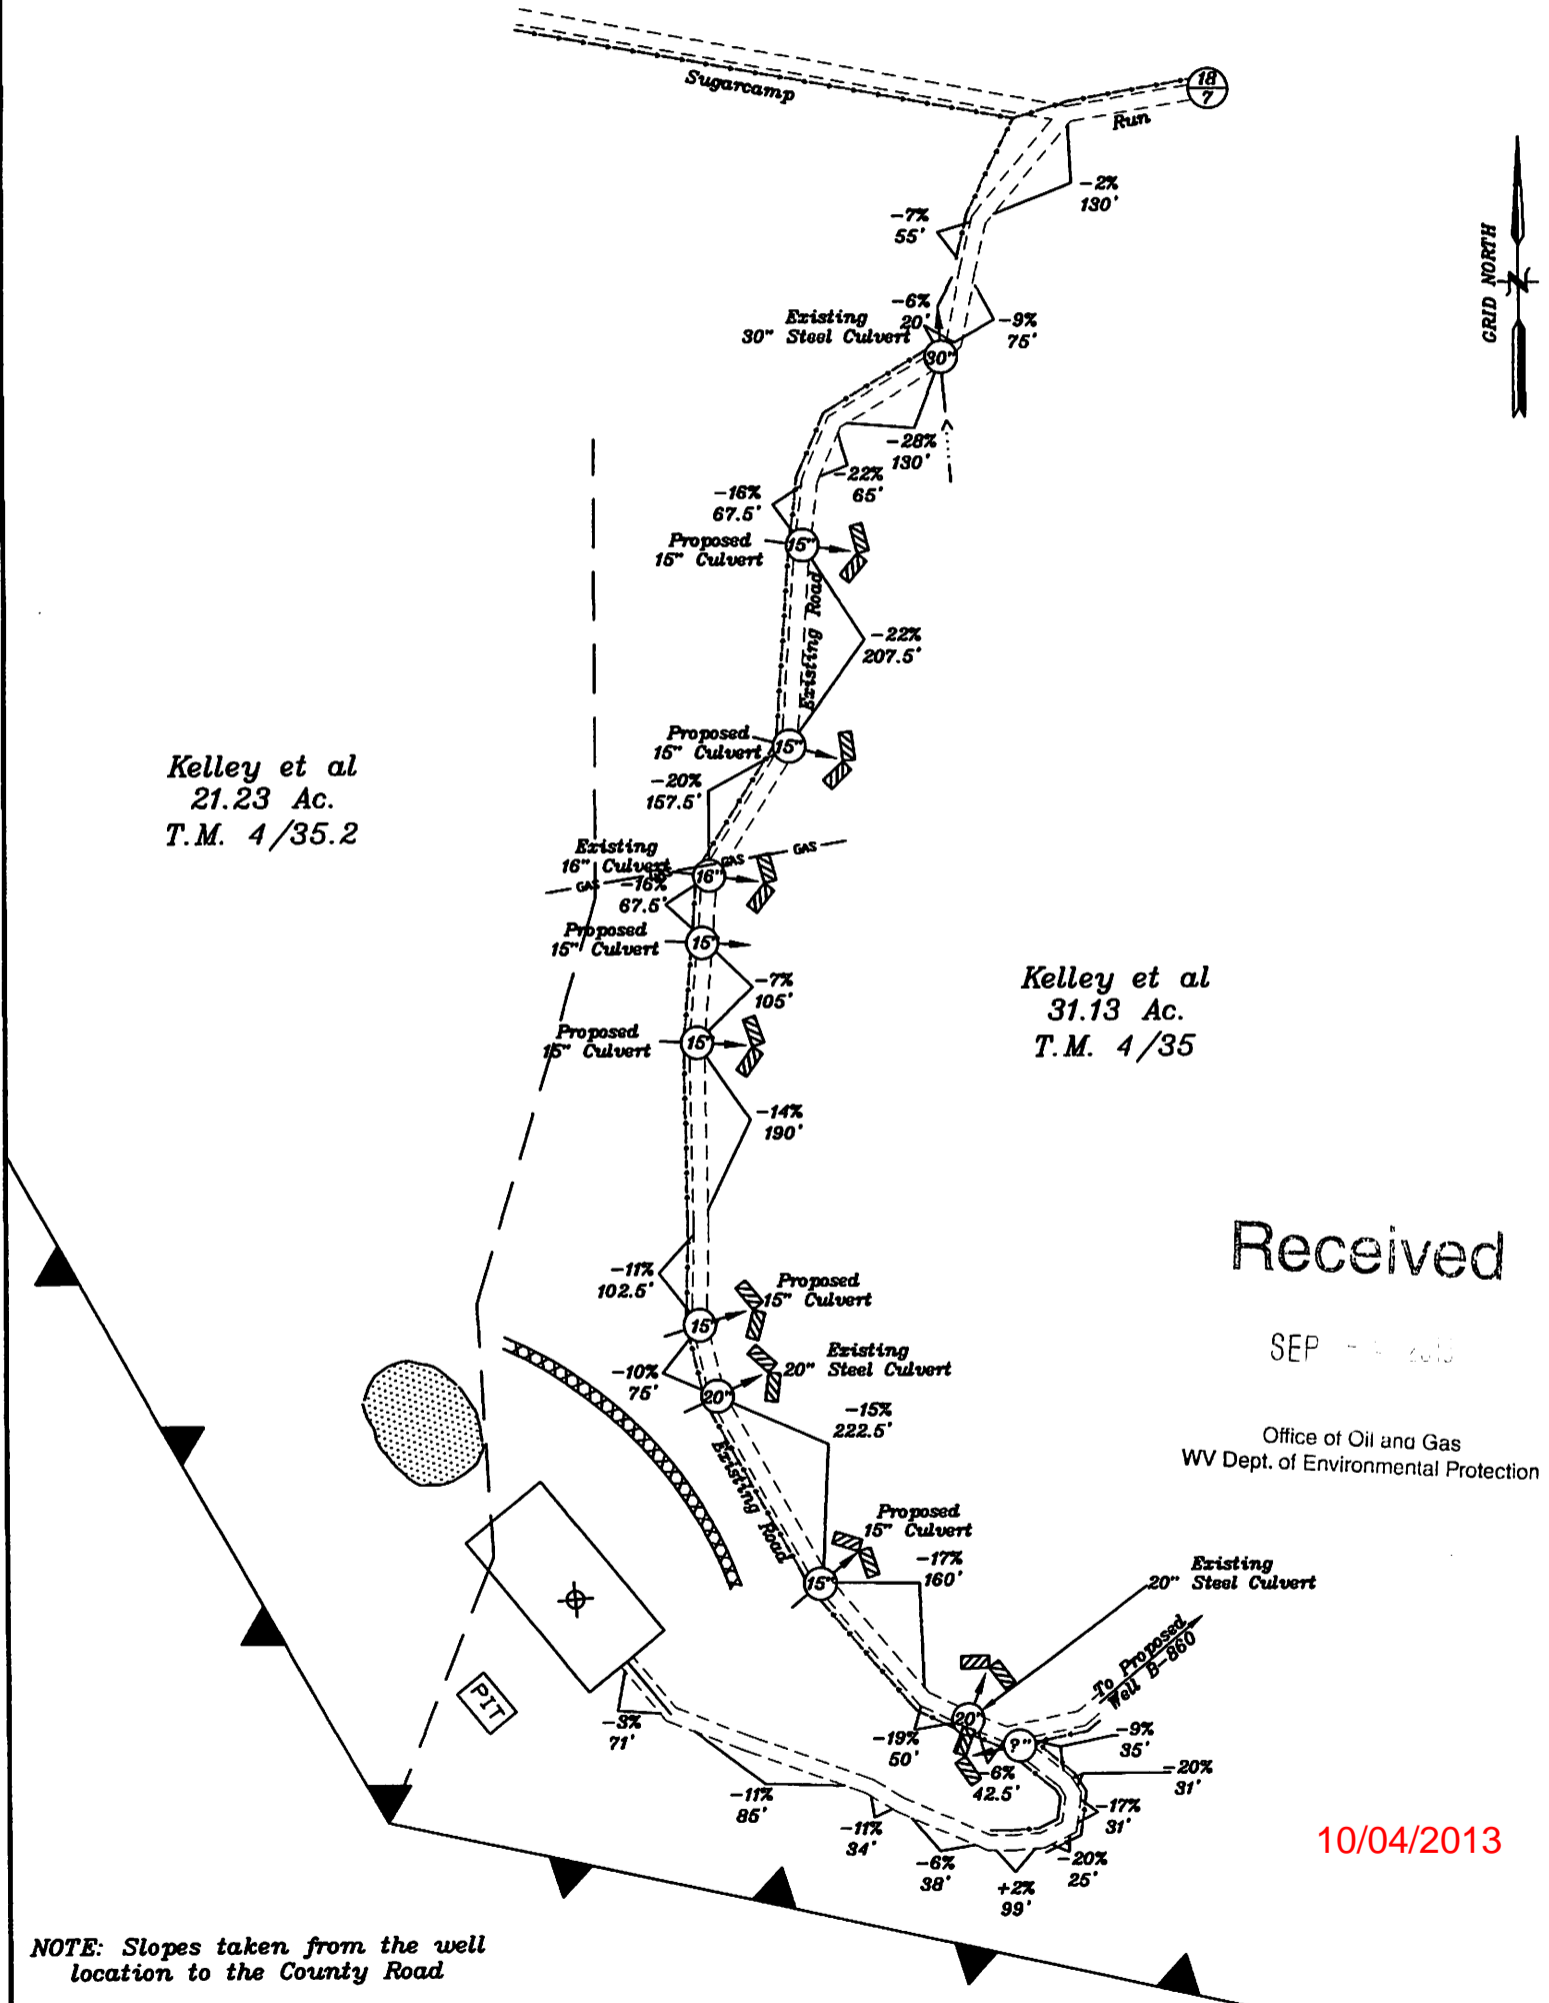 Sugarcamp
Run
18
7
-2%
130'
-7%
55'
GRID NORTH
N
-6%
20'
-9%
75'
Existing
30" Steel Culvert
30"
-28%
130'
-22%
65'
-16%
67.5'
Proposed
15" Culvert
15"
Existing Road
-22%
207.5'
Proposed
15" Culvert
15"
-20%
157.5'
Kelley et al
21.23 Ac.
T.M. 4/35.2
GAS
GAS
GAS
Existing
16" Culvert
16"
-16%
67.5'
Proposed
15" Culvert
15"
-7%
105'
Kelley et al
31.13 Ac.
T.M. 4/35
Proposed
15" Culvert
15"
-14%
190'
Received
-11%
102.5'
Proposed
15" Culvert
15"
SEP
Existing
20" Steel Culvert
-10%
75'
20"
-15%
222.5'
Office of Oil and Gas
WV Dept. of Environmental Protection
Existing Road
Proposed
15" Culvert
15"
-17%
160'
Existing
20" Steel Culvert
To Proposed
Well B-860
PIT
-3%
71'
20"
?"
-19%
50'
-6%
42.5'
-9%
35'
-20%
31'
-17%
31'
-11%
86'
-11%
34'
-6%
38'
+2%
99'
-20%
25'
10/04/2013
NOTE: Slopes taken from the well
location to the County Road